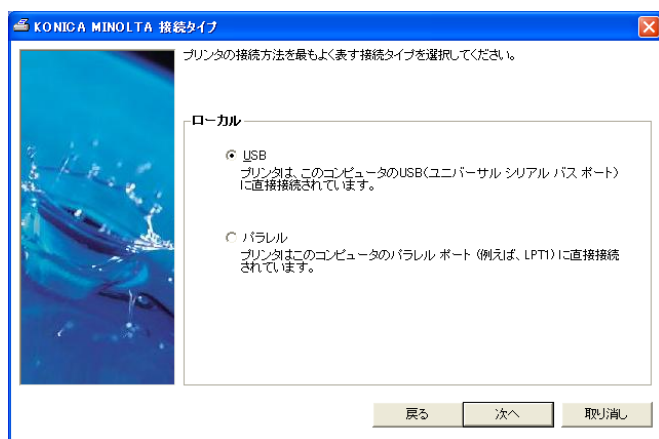 KONICA MINOLTA 接続タイプ
プリンタの接続方法を最もよく表す接続タイプを選択してください。
ローカル
USB
プリンタは、このコンピュータのUSB(ユニバーサル シリアル バス ポート)
に直接接続されています。
パラレル
プリンタはこのコンピュータのパラレル ポート (例えば、LPT1)に直接接続
されています。
戻る
次へ
取り消し